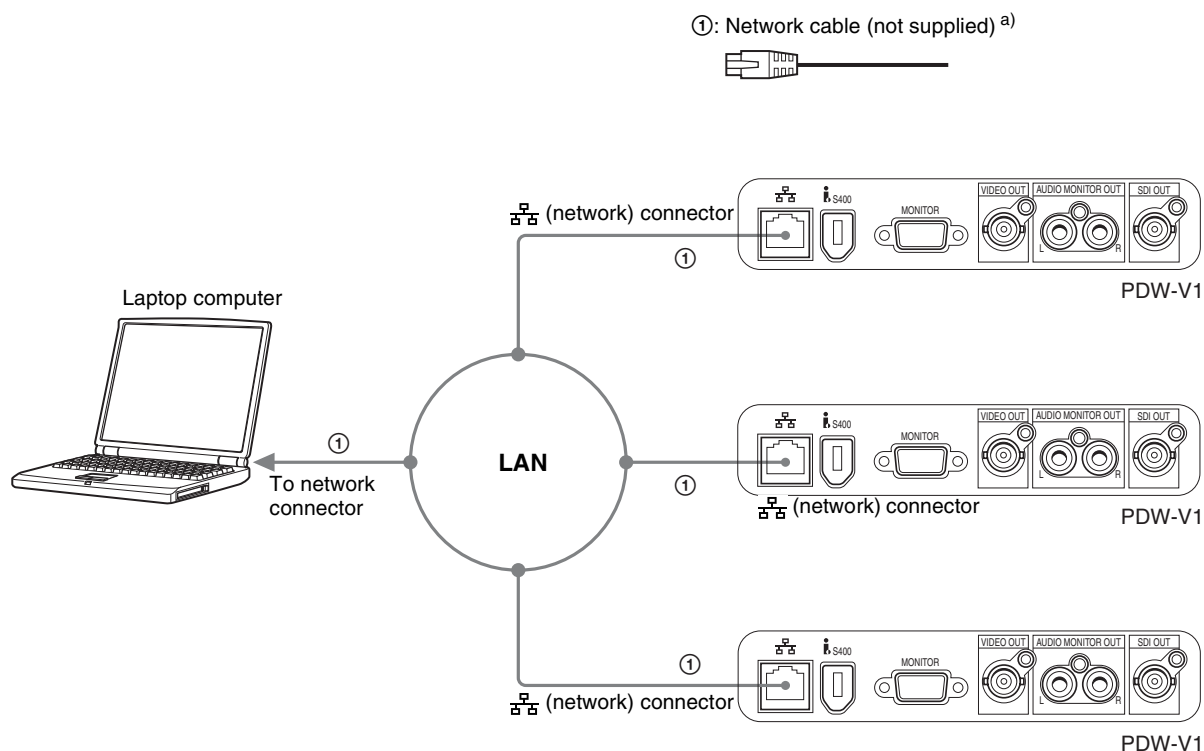 ①: Network cable (not supplied) a)
S400
MONITOR
VIDEO OUT
AUDIO MONITOR OUT
SDI OUT
L
R
(network) connector
①
PDW-V1
Laptop computer
①
To network
connector
LAN
S400
MONITOR
VIDEO OUT
AUDIO MONITOR OUT
SDI OUT
L
R
①
(network) connector
PDW-V1
S400
MONITOR
VIDEO OUT
AUDIO MONITOR OUT
SDI OUT
L
R
①
(network) connector
PDW-V1